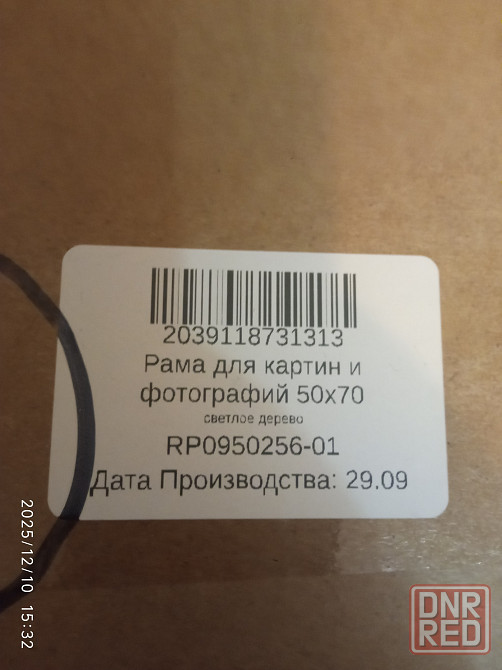 2039118731313
Рама для картин и
фотографий 50x70
светлое дерево
RP0950256-01
Дата Производства: 29.09
2025/12/10 15:32
DNR
RED